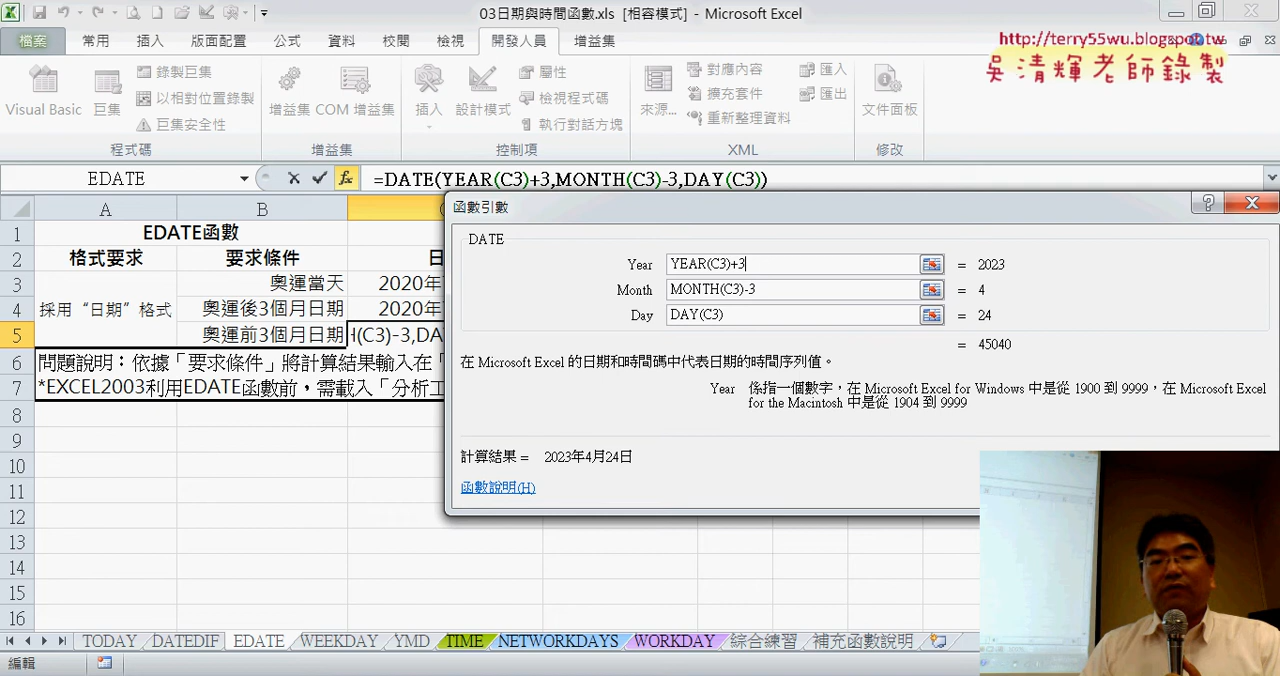 03日期與時間函數.xls [相容模式] - Microsoft Excel
檔案 常用 插入 版面配置 公式 資料 校閱 檢視 開發人員 增益集
http://terry55wu.blogspot.tw
吳清輝老師錄製
Visual Basic 巨集 錄製巨集 以相對位置錄製 巨集安全性
增益集 COM 增益集
插入 設計模式 屬性 檢視程式碼 執行對話方塊
來源... 對應內容 擴充套件 重新整理資料 匯入 匯出
文件面板
程式碼 增益集 控制項 XML 修改
EDATE =DATE(YEAR(C3)+3,MONTH(C3)-3,DAY(C3))
A B
1 EDATE函數
2 格式要求 要求條件 日
3 奧運當天 2020年
4 採用“日期”格式 奧運後3個月日期 2020年
5 奧運前3個月日期 H(C3)-3,DA
6 問題說明：依據「要求條件」將計算結果輸入在「
7 *EXCEL2003利用EDATE函數前，需載入「分析工
8
9
10
11
12
13
14
15
16
函數引數
DATE
Year YEAR(C3)+3 = 2023
Month MONTH(C3)-3 = 4
Day DAY(C3) = 24
= 45040
在 Microsoft Excel 的日期和時間碼中代表日期的時間序列值。
Year 係指一個數字，在 Microsoft Excel for Windows 中是從 1900 到 9999，在 Microsoft Excel
for the Macintosh 中是從 1904 到 9999
計算結果 = 2023年4月24日
函數說明(H)
TODAY DATEDIF EDATE WEEKDAY YMD TIME NETWORKDAYS WORKDAY 綜合練習 補充函數說明
編輯